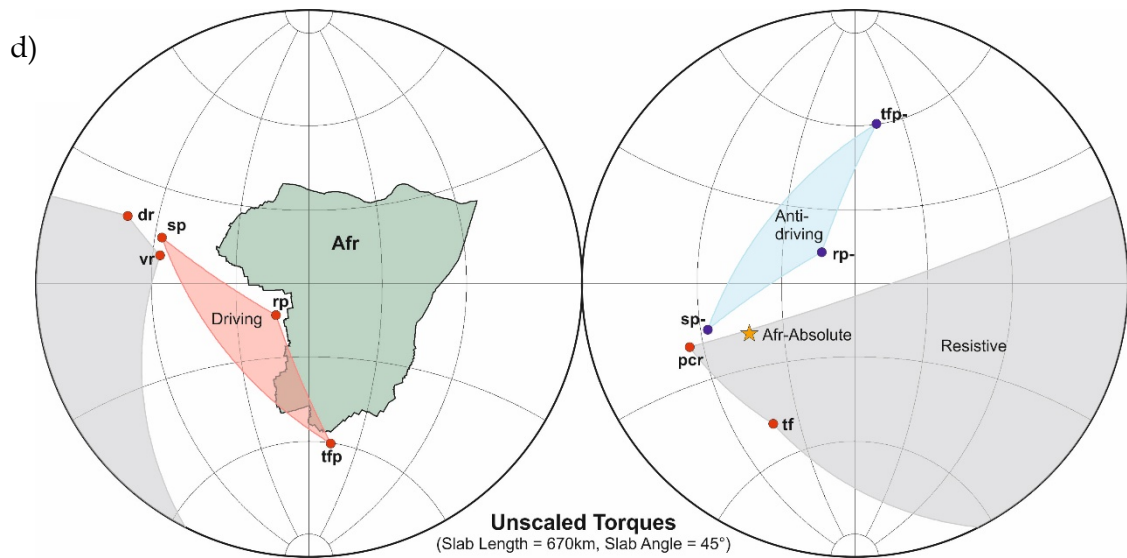 d)
dr
sp
vr
Afr
rp
Driving
tfp
tfp-
Anti-
driving
rp-
sp-
Afr-Absolute
pcr
Resistive
tf
Unscaled Torques
(Slab Length = 670km, Slab Angle = 45°)